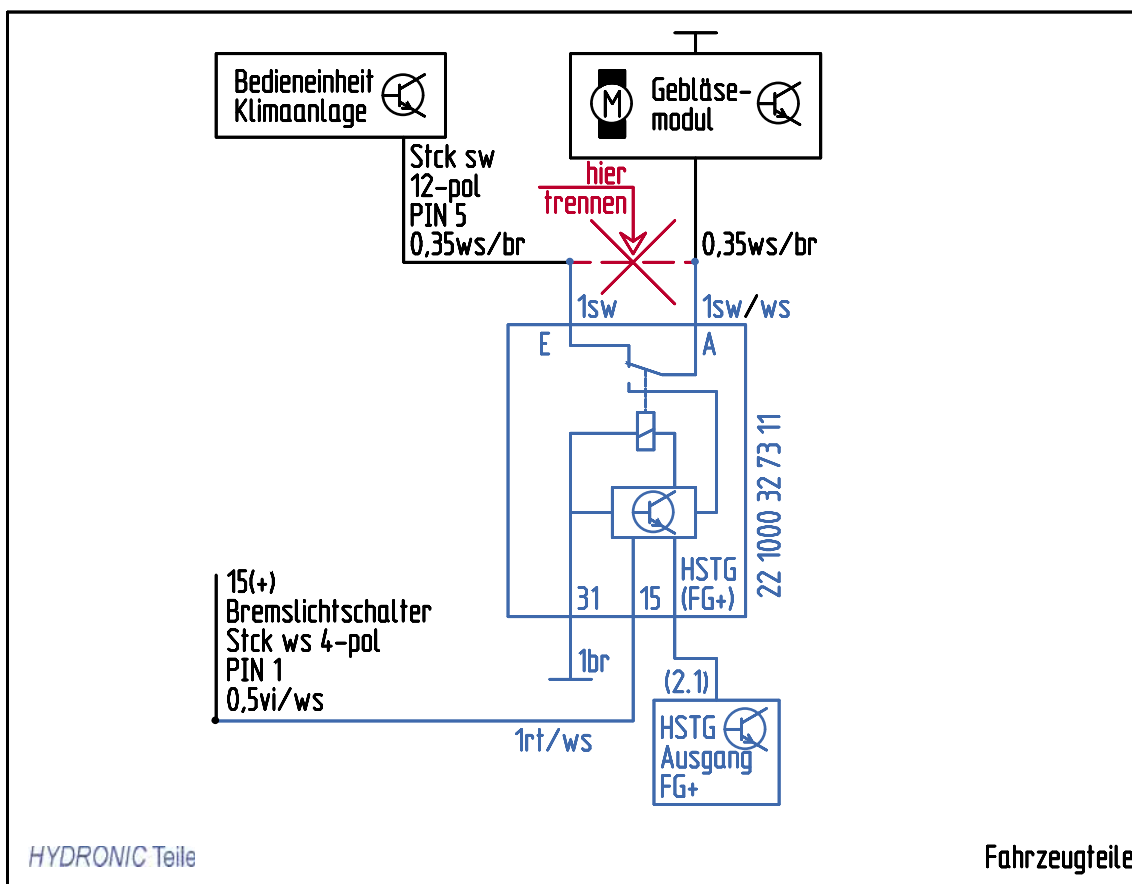 Bedieneinheit
Klimaanlage
M
Gebläse-
modul
Stck sw
12-pol
PIN 5
0,35ws/br
hier
trennen
0,35ws/br
1sw
1sw/ws
E
A
22 1000 32 73 11
31
15
HSTG
(FG+)
15(+)
Bremslichtschalter
Stck ws 4-pol
PIN 1
0,5vi/ws
1br
(2.1)
1rt/ws
HSTG
Ausgang
FG+
HYDRONIC Teile
Fahrzeugteile